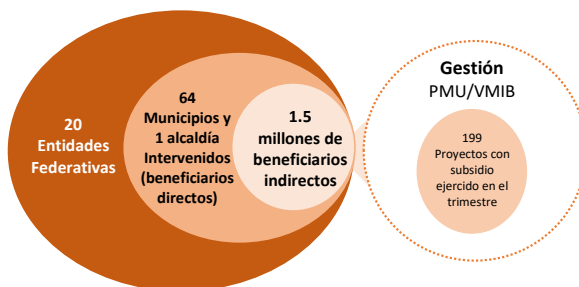 20
Entidades
Federativas
64
Municipios y
1 alcaldía
Intervenidos
(beneficiarios
directos)
1.5
millones de
beneficiarios
indirectos
Gestión
PMU/VMIB
199
Proyectos con
subsidio
ejercido en el
trimestre